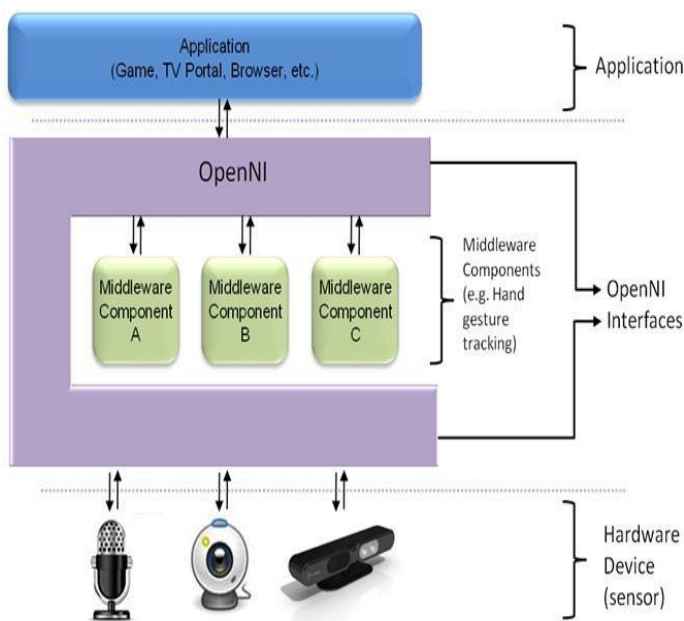 Application
(Game, TV Portal, Browser, etc.)
Application
OpenNI
Middleware
Component
A
Middleware
Component
B
Middleware
Component
C
Middleware
Components
(e.g. Hand
gesture
tracking)
OpenNI
Interfaces
Hardware
Device
(sensor)